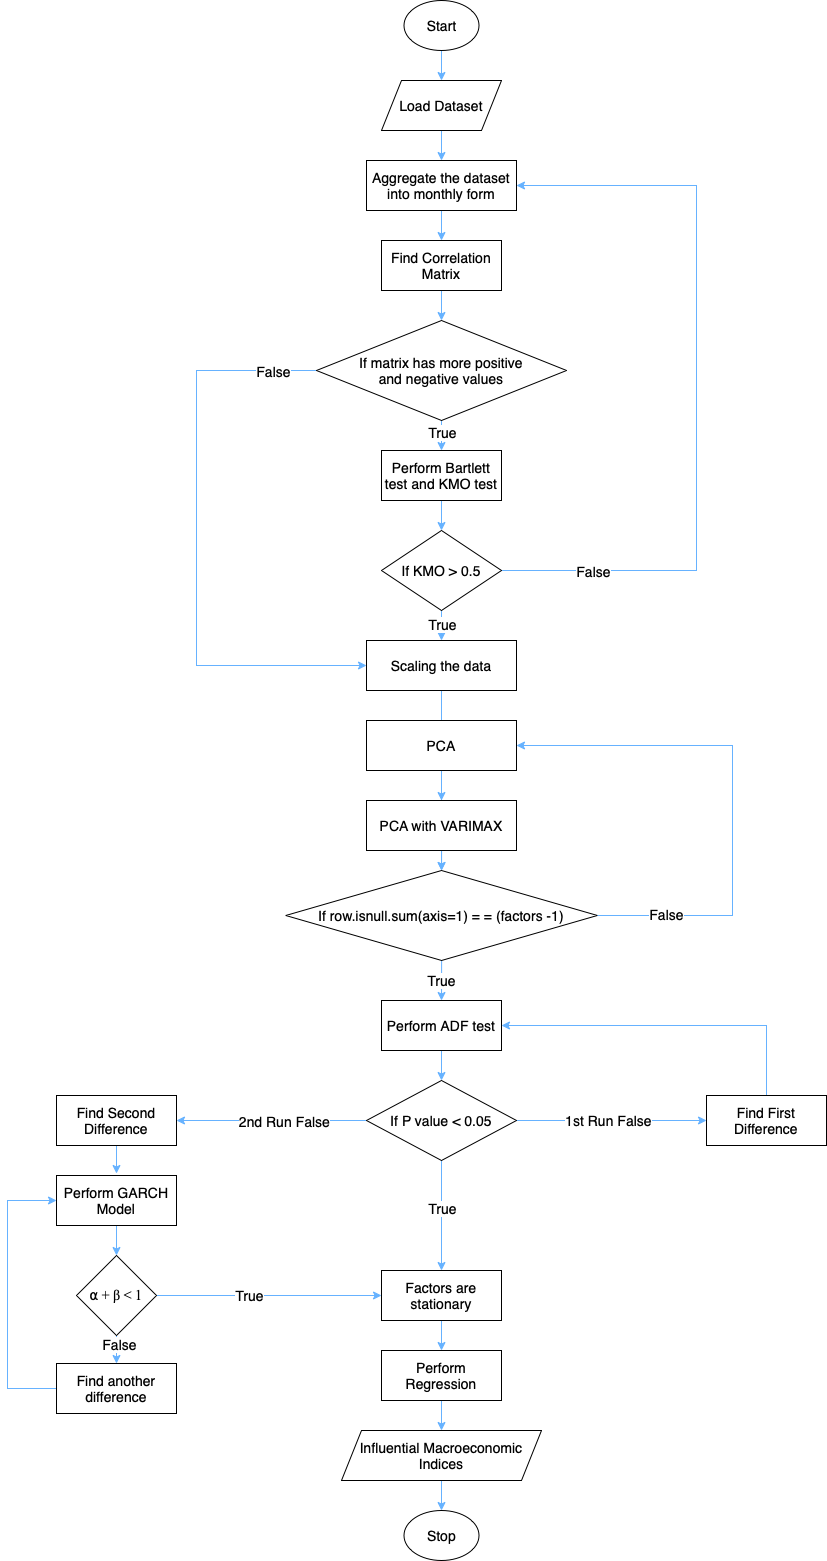 Start
Load Dataset
Aggregate the dataset
into monthly form
Find Correlation
Matrix
If matrix has more positive
and negative values
False
True
Perform Bartlett
test and KMO test
If KMO > 0.5
False
True
Scaling the data
PCA
PCA with VARIMAX
If row.isnull.sum(axis=1) = = (factors -1)
False
True
Perform ADF test
Find Second
Difference
2nd Run False
If P value < 0.05
1st Run False
Find First
Difference
Perform GARCH
Model
True
α + β < 1
True
Factors are
stationary
False
Find another
difference
Perform
Regression
Influential Macroeconomic
Indices
Stop